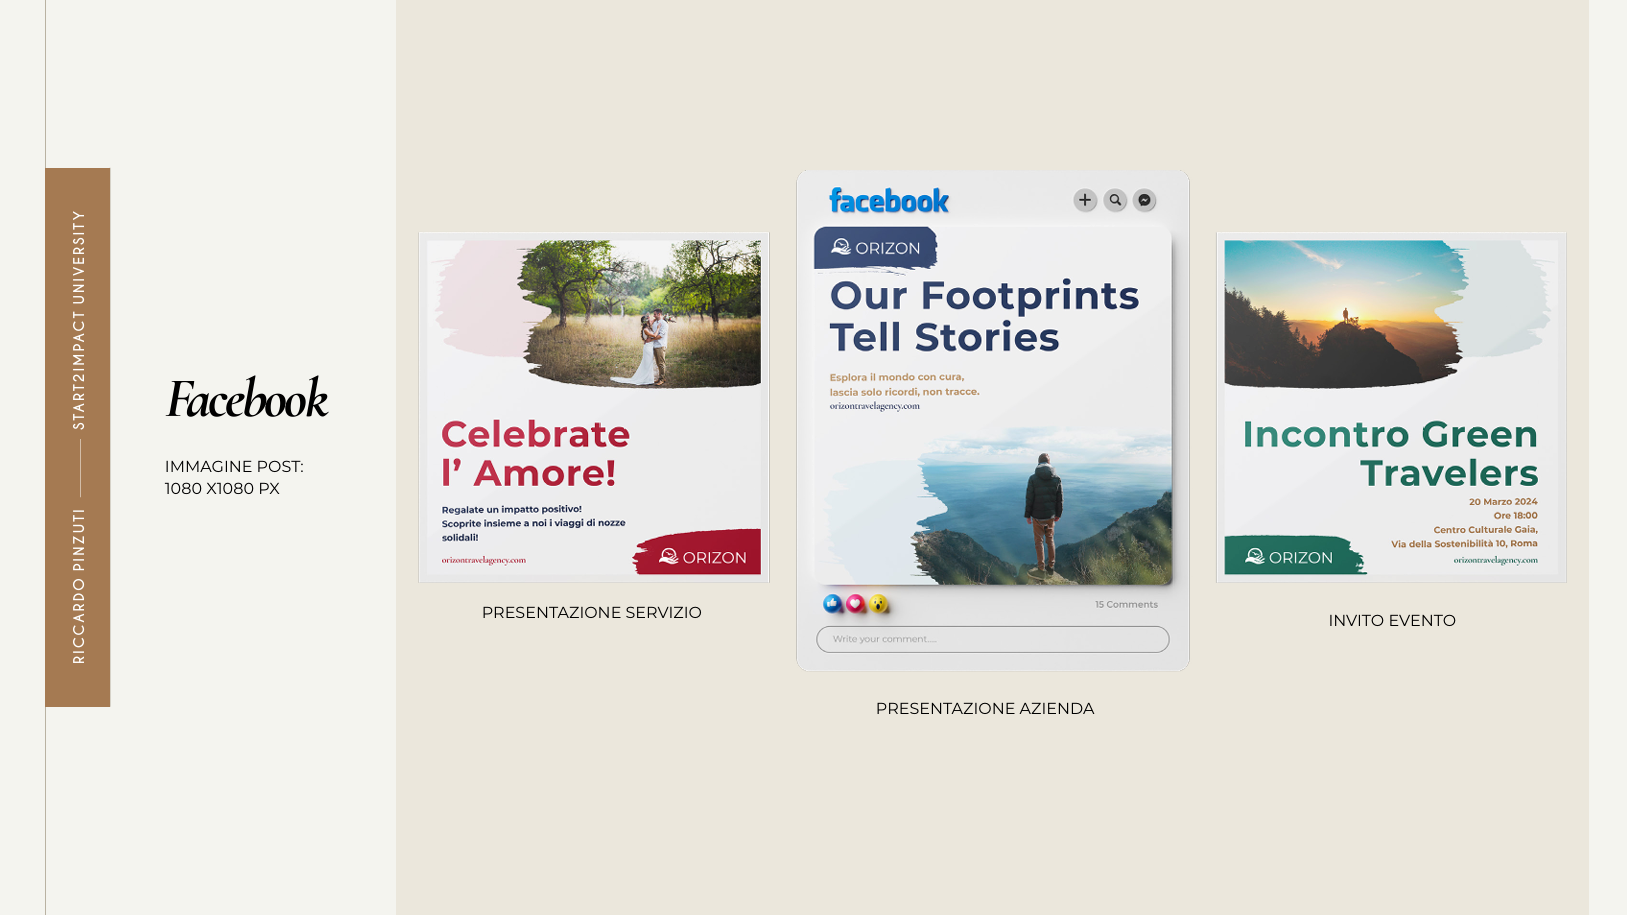 RICCARDO PINZUTI
START2IMPACT UNIVERSITY
Facebook
IMMAGINE POST:
1080 X1080 PX
Celebrate
l' Amore!
Regalate un impatto positivo!
Scoprite insieme a noi i viaggi di nozze
solidali!
orizontravelagency.com
ORIZON
PRESENTAZIONE SERVIZIO
facebook
ORIZON
Our Footprints
Tell Stories
Esplora il mondo con cura,
lascia solo ricordi, non tracce.
orizontravelagency.com
15 Comments
Write your comment....
PRESENTAZIONE AZIENDA
Incontro Green
Travelers
20 Marzo 2024
Ore 18:00
Centro Culturale Gaia,
Via della Sostenibilità 10, Roma
orizontravelagency.com
ORIZON
INVITO EVENTO